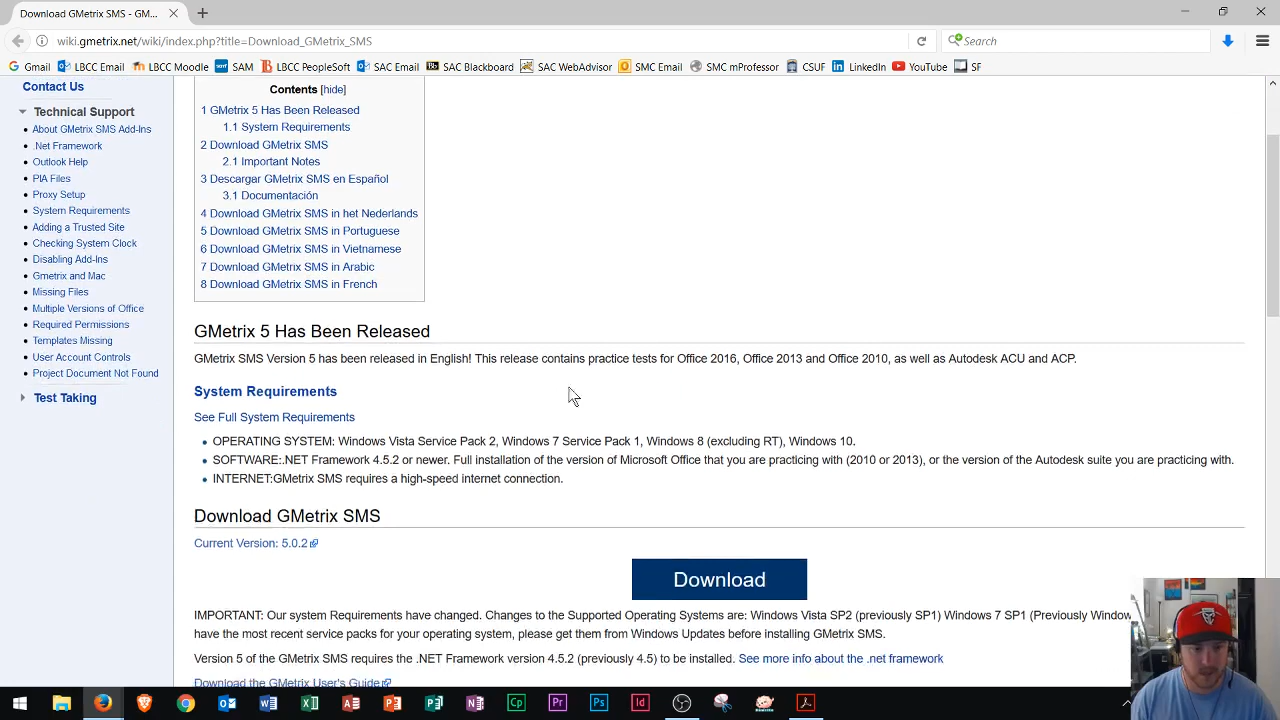 Download GMetrix SMS - GM...
wiki.gmetrix.net/wiki/index.php?title=Download_GMetrix_SMS
Search
Gmail LBCC Email LBCC Moodle SAM LBCC PeopleSoft SAC Email SAC Blackboard SAC WebAdvisor SMC Email SMC mProfessor CSUF LinkedIn YouTube SF
Contact Us
Technical Support
About GMetrix SMS Add-Ins
.Net Framework
Outlook Help
PIA Files
Proxy Setup
System Requirements
Adding a Trusted Site
Checking System Clock
Disabling Add-Ins
Gmetrix and Mac
Missing Files
Multiple Versions of Office
Required Permissions
Templates Missing
User Account Controls
Project Document Not Found
Test Taking
Contents [hide]
1 GMetrix 5 Has Been Released
1.1 System Requirements
2 Download GMetrix SMS
2.1 Important Notes
3 Descargar GMetrix SMS en Español
3.1 Documentación
4 Download GMetrix SMS in het Nederlands
5 Download GMetrix SMS in Portuguese
6 Download GMetrix SMS in Vietnamese
7 Download GMetrix SMS in Arabic
8 Download GMetrix SMS in French
GMetrix 5 Has Been Released
GMetrix SMS Version 5 has been released in English! This release contains practice tests for Office 2016, Office 2013 and Office 2010, as well as Autodesk ACU and ACP.
System Requirements
See Full System Requirements
OPERATING SYSTEM: Windows Vista Service Pack 2, Windows 7 Service Pack 1, Windows 8 (excluding RT), Windows 10.
SOFTWARE:.NET Framework 4.5.2 or newer. Full installation of the version of Microsoft Office that you are practicing with (2010 or 2013), or the version of the Autodesk suite you are practicing with.
INTERNET:GMetrix SMS requires a high-speed internet connection.
Download GMetrix SMS
Current Version: 5.0.2
Download
IMPORTANT: Our system Requirements have changed. Changes to the Supported Operating Systems are: Windows Vista SP2 (previously SP1) Windows 7 SP1 (Previously Window
have the most recent service packs for your operating system, please get them from Windows Updates before installing GMetrix SMS.
Version 5 of the GMetrix SMS requires the .NET Framework version 4.5.2 (previously 4.5) to be installed. See more info about the .net framework
Download the GMetrix User's Guide